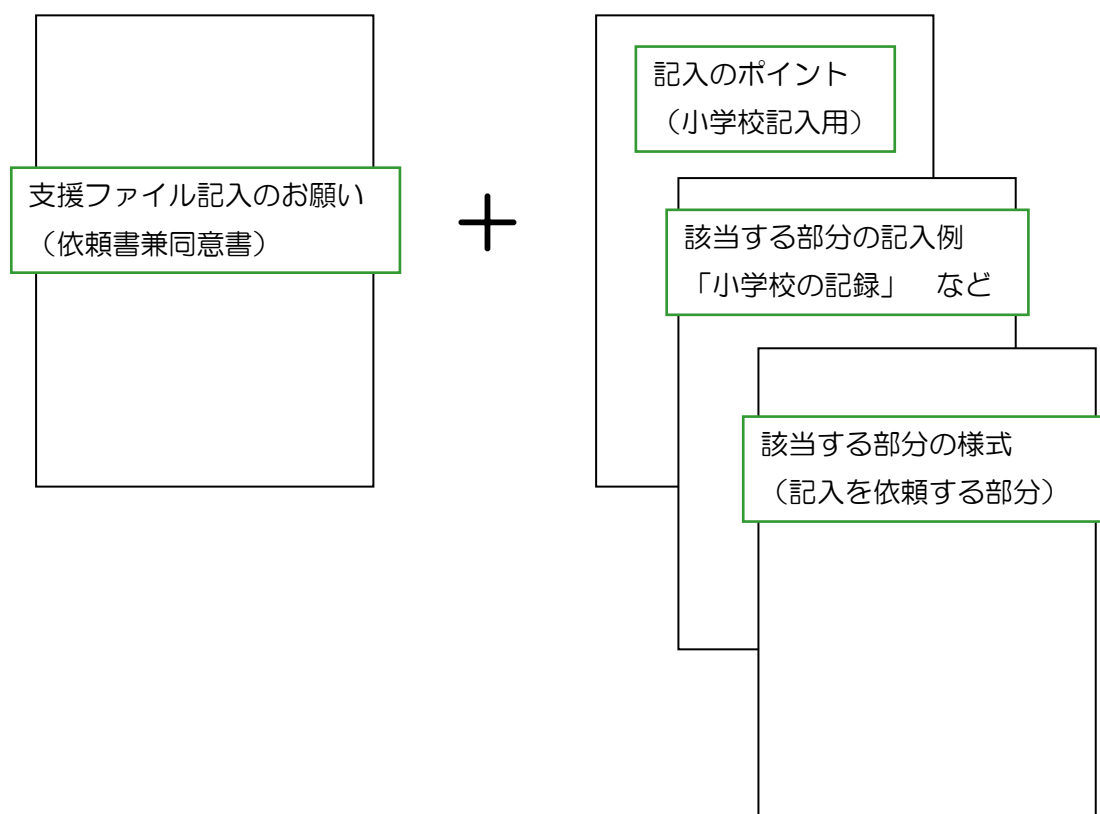 支援ファイル記入のお願い
（依頼書兼同意書）
＋
記入のポイント
（小学校記入用）
該当する部分の記入例
「小学校の記録」　など
該当する部分の様式
（記入を依頼する部分）